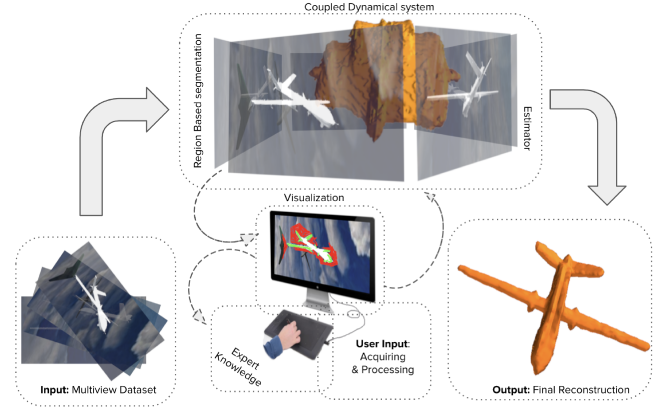 Coupled Dynamical system
Region Based segmentation
Estimator
Visualization
Expert
Knowledge
User Input:
Acquiring
& Processing
Input: Multiview Dataset
Output: Final Reconstruction